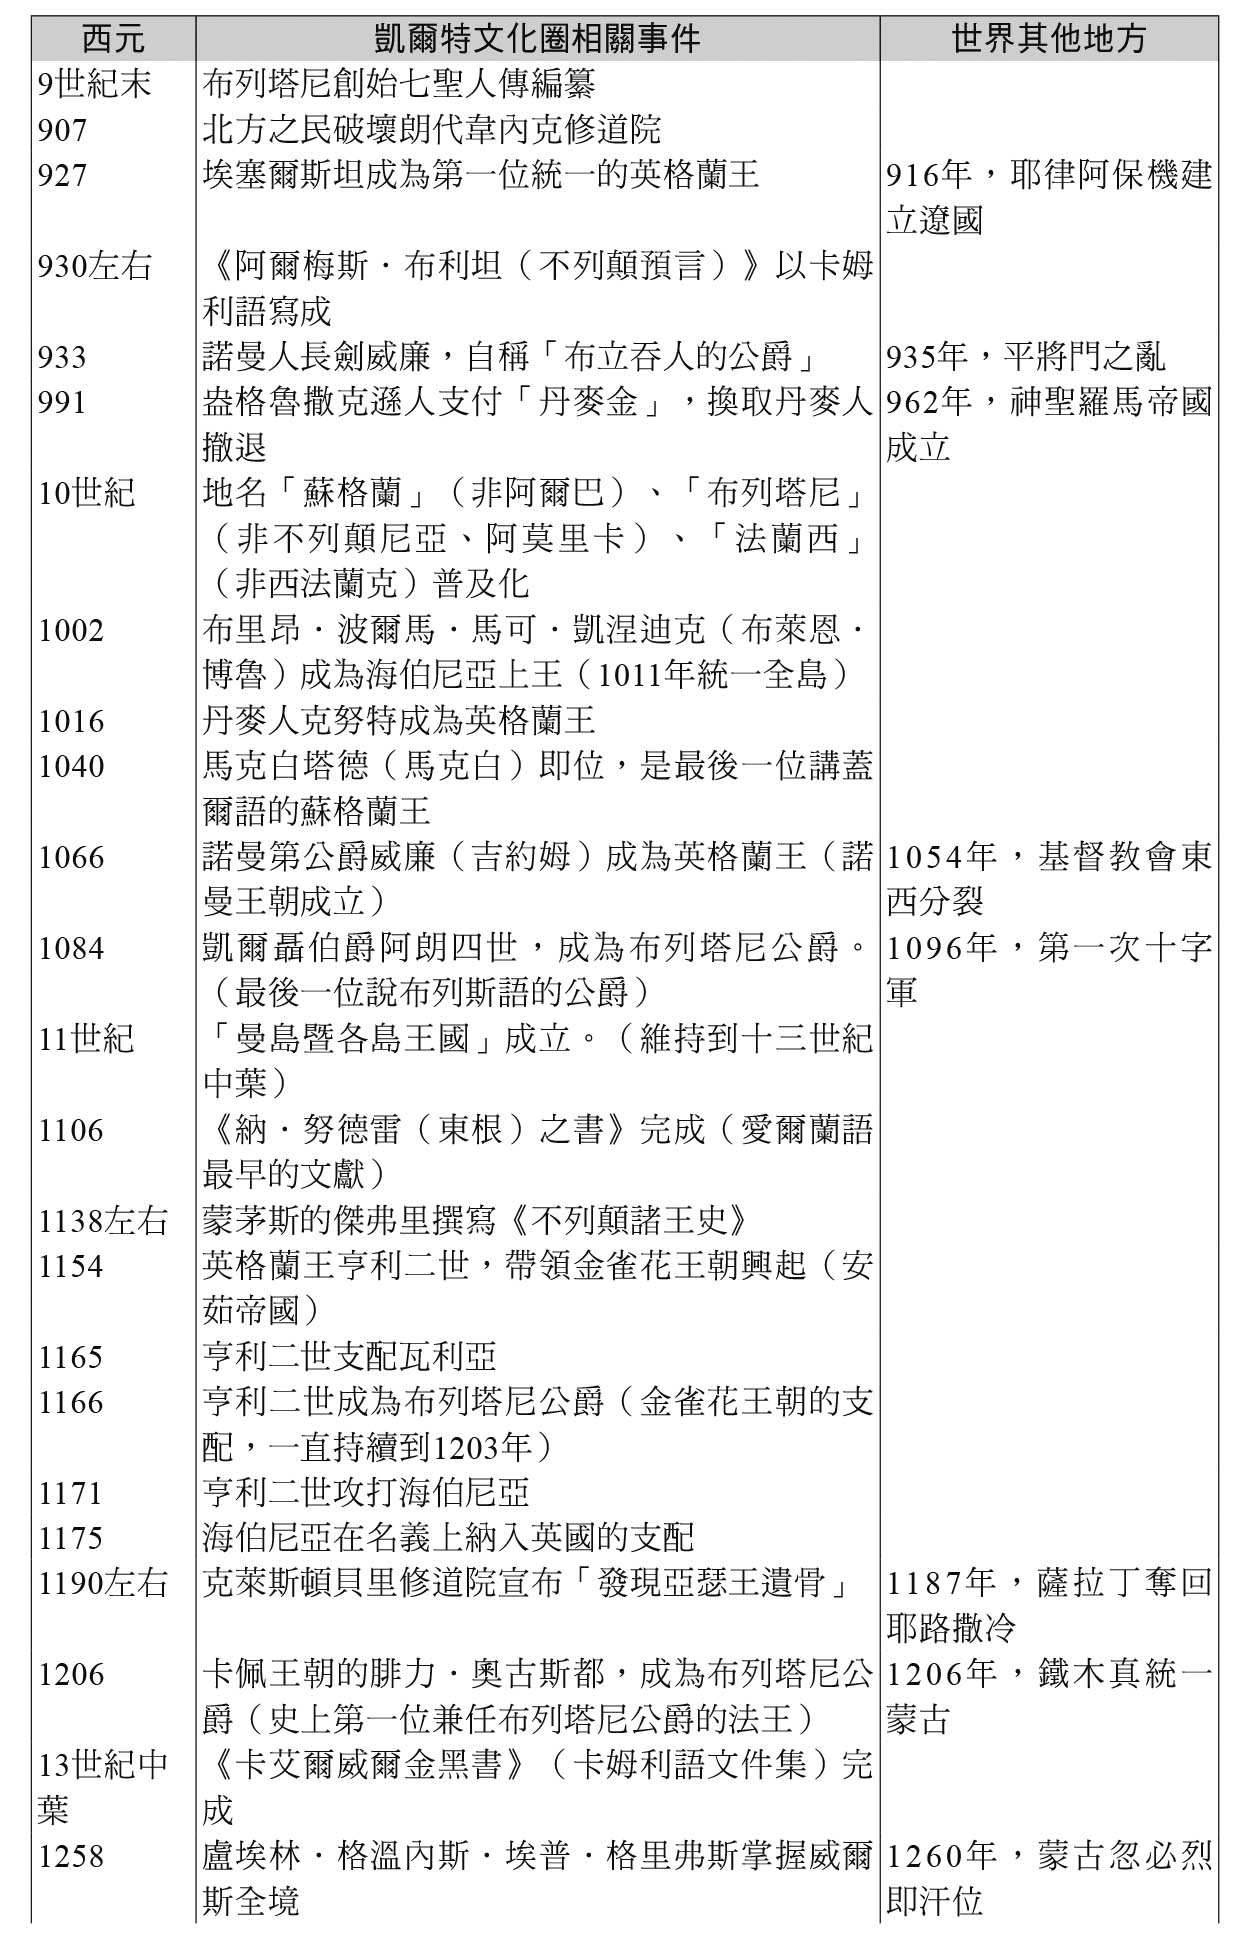 西元 凱爾特文化圈相關事件 世界其他地方
9世紀末 布列塔尼創始七聖人傳編纂
907 北方之民破壞朗代韋內克修道院
927 埃塞爾斯坦成為第一位統一的英格蘭王 916年，耶律阿保機建
立遼國
930左右 《阿爾梅斯．布利坦（不列顛預言）》以卡姆
利語寫成
933 諾曼人長劍威廉，自稱「布立吞人的公爵」 935年，平將門之亂
991 盎格魯撒克遜人支付「丹麥金」，換取丹麥人 962年，神聖羅馬帝國
撤退 成立
10世紀 地名「蘇格蘭」（非阿爾巴）、「布列塔尼」
（非不列顛尼亞、阿莫里卡）、「法蘭西」
（非西法蘭克）普及化
1002 布里昂．波爾馬．馬可．凱涅迪克（布萊恩．
博魯）成為海伯尼亞上王（1011年統一全島）
1016 丹麥人克努特成為英格蘭王
1040 馬克白塔德（馬克白）即位，是最後一位講蓋
爾語的蘇格蘭王
1066 諾曼第公爵威廉（吉約姆）成為英格蘭王（諾 1054年，基督教會東
曼王朝成立） 西分裂
1084 凱爾聶伯爵阿朗四世，成為布列塔尼公爵。 1096年，第一次十字
（最後一位說布列斯語的公爵） 軍
11世紀 「曼島暨各島王國」成立。（維持到十三世紀
中葉）
1106 《納．努德雷（東根）之書》完成（愛爾蘭語
最早的文獻）
1138左右 蒙茅斯的傑弗里撰寫《不列顛諸王史》
1154 英格蘭王亨利二世，帶領金雀花王朝興起（安
茹帝國）
1165 亨利二世支配瓦利亞
1166 亨利二世成為布列塔尼公爵（金雀花王朝的支
配，一直持續到1203年）
1171 亨利二世攻打海伯尼亞
1175 海伯尼亞在名義上納入英國的支配
1190左右 克萊斯頓貝里修道院宣布「發現亞瑟王遺骨」 1187年，薩拉丁奪回
耶路撒冷
1206 卡佩王朝的腓力．奧古斯都，成為布列塔尼公 1206年，鐵木真統一
爵（史上第一位兼任布列塔尼公爵的法王） 蒙古
13世紀中 《卡艾爾威爾金黑書》（卡姆利語文件集）完
葉 成
1258 盧埃林．格溫內斯．埃普．格里弗斯掌握威爾 1260年，蒙古忽必烈
斯全境 即汗位